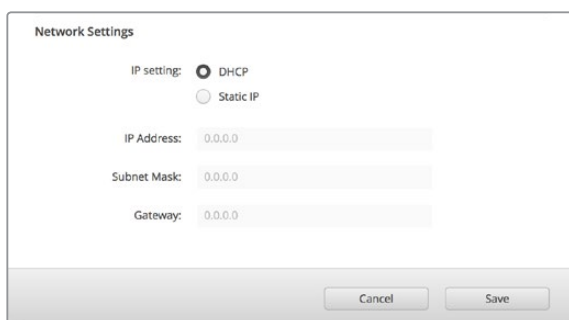 Network Settings
IP setting: DHCP
Static IP
IP Address: 0.0.0.0
Subnet Mask: 0.0.0.0
Gateway: 0.0.0.0
Cancel Save